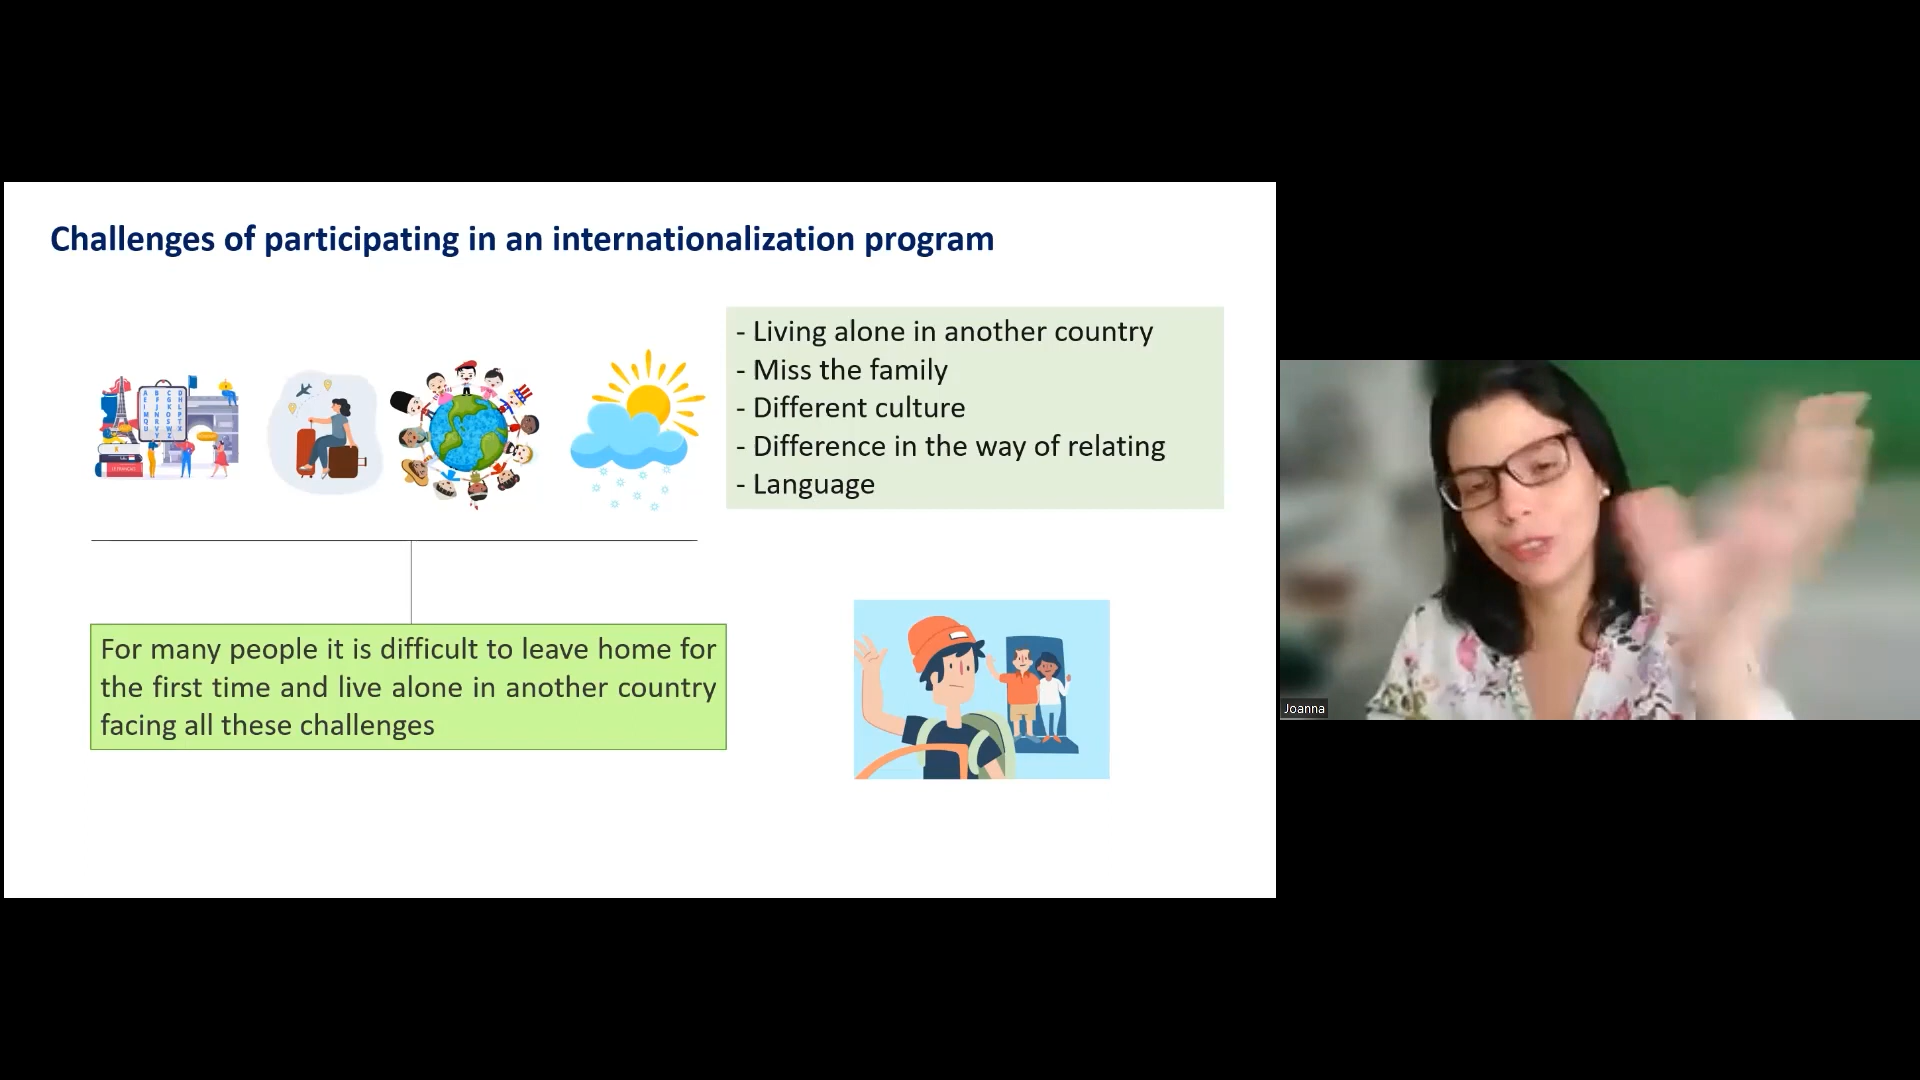 Challenges of participating in an internationalization program
- Living alone in another country
- Miss the family
- Different culture
- Difference in the way of relating
- Language
For many people it is difficult to leave home for
the first time and live alone in another country
facing all these challenges
Joanna